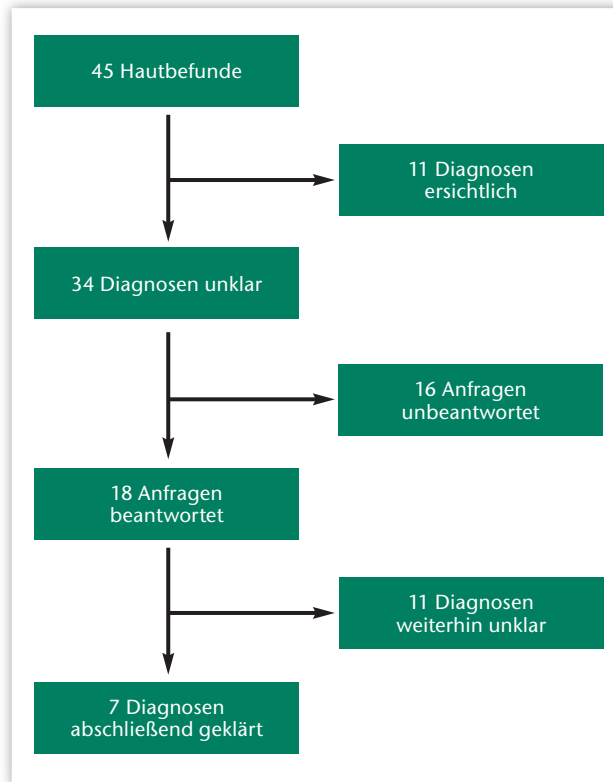 45 Hautbefunde
11 Diagnosen
ersichtlich
34 Diagnosen unklar
16 Anfragen
unbeantwortet
18 Anfragen
beantwortet
11 Diagnosen
weiterhin unklar
7 Diagnosen
abschließend geklärt